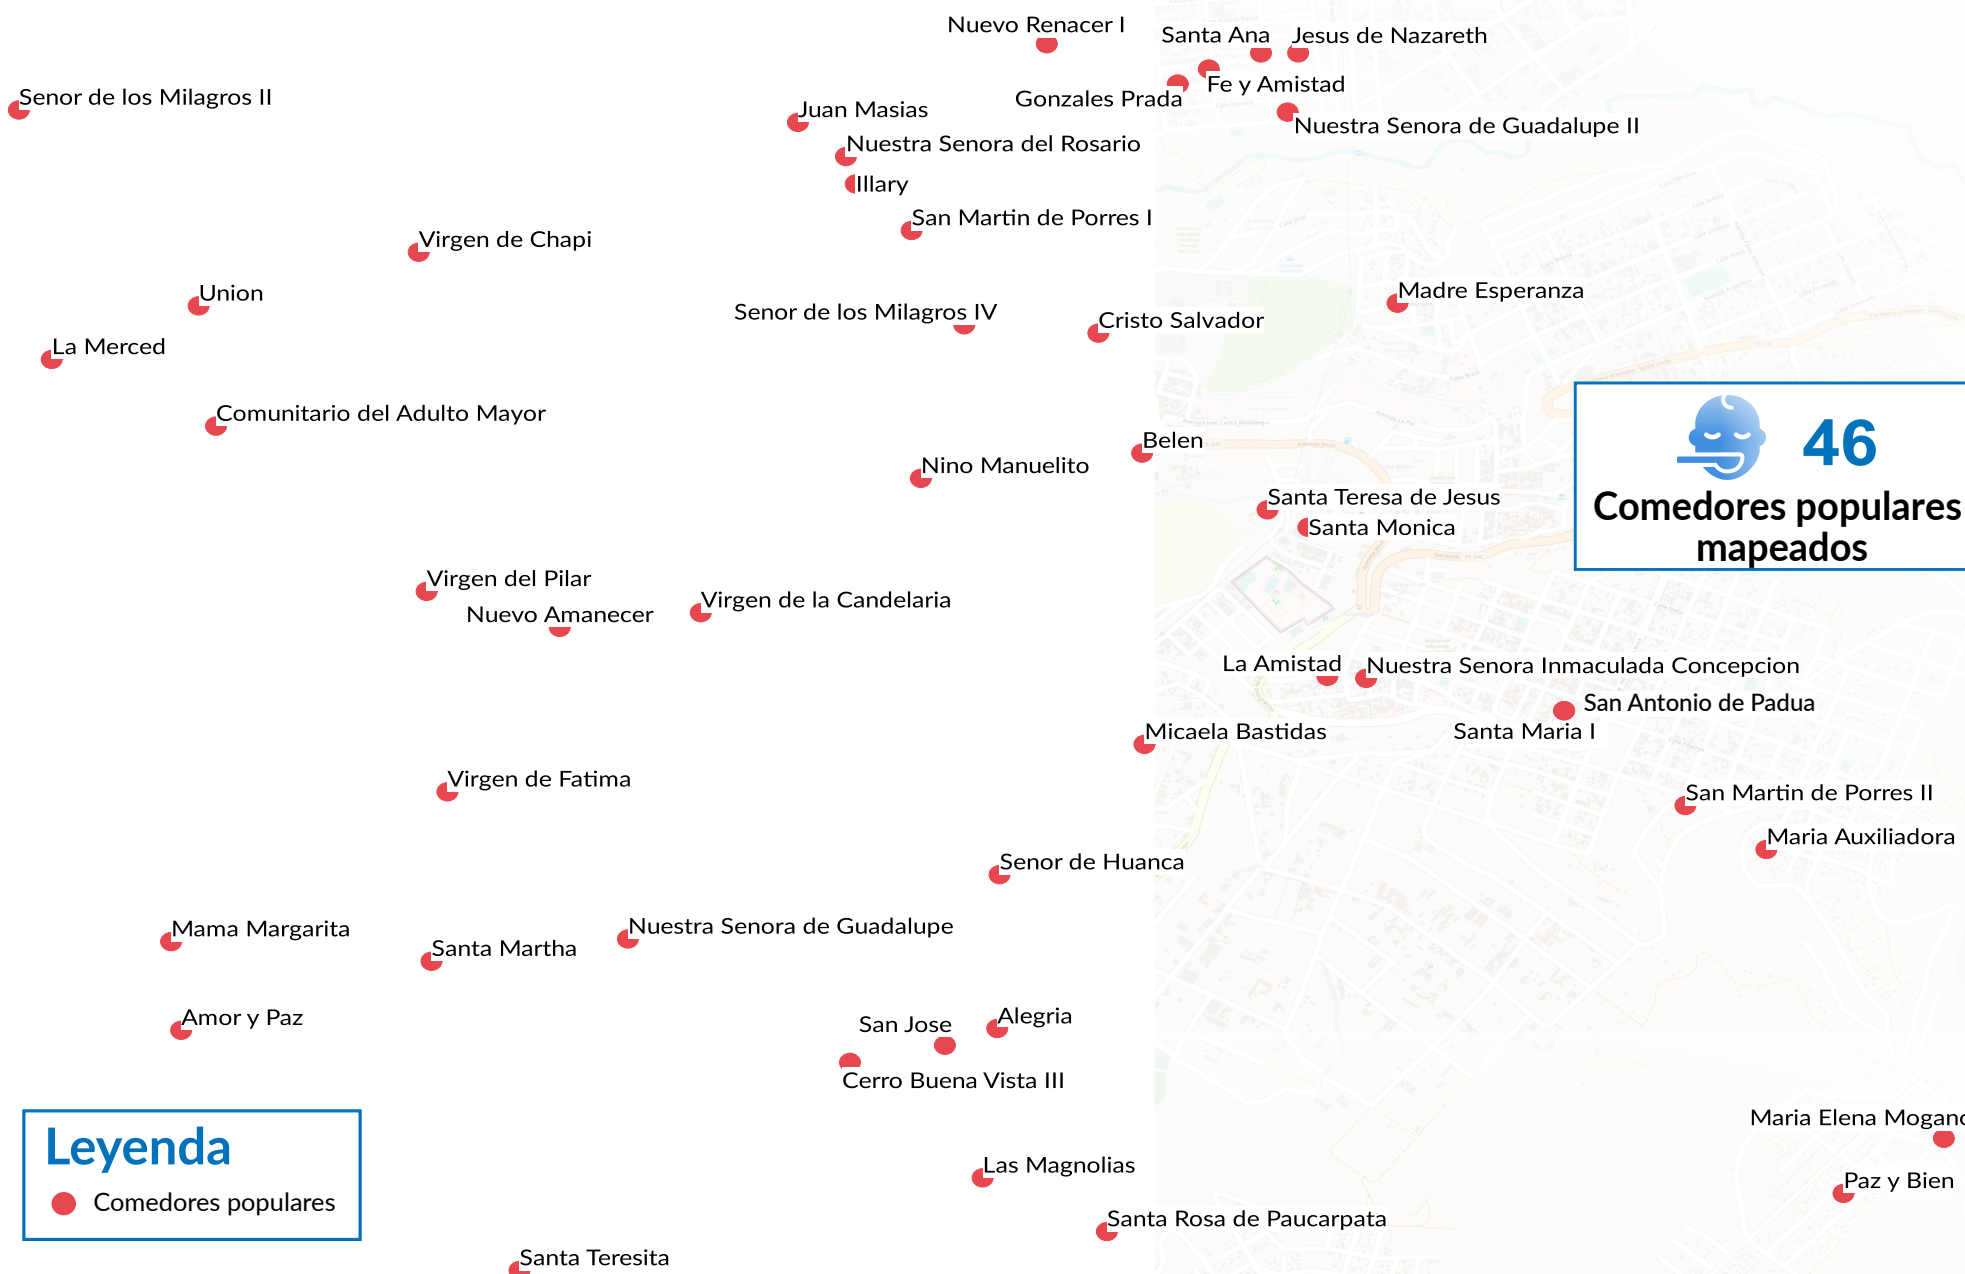 Nuevo Renacer I
Santa Ana
Jesus de Nazareth
Fe y Amistad
Gonzales Prada
Senor de los Milagros II
Juan Masias
Nuestra Senora de Guadalupe II
Nuestra Senora del Rosario
Illary
San Martin de Porres I
Virgen de Chapi
Union
Madre Esperanza
Senor de los Milagros IV
Cristo Salvador
La Merced
Comunitario del Adulto Mayor
Belen
46
Nino Manuelito
Santa Teresa de Jesus
Comedores populares
Santa Monica
mapeados
Virgen del Pilar
Virgen de la Candelaria
Nuevo Amanecer
La Amistad
Nuestra Senora Inmaculada Concepcion
San Antonio de Padua
Micaela Bastidas
Santa Maria I
Virgen de Fatima
San Martin de Porres II
Maria Auxiliadora
Senor de Huanca
Mama Margarita
Nuestra Senora de Guadalupe
Santa Martha
Amor y Paz
San Jose
Alegria
Cerro Buena Vista III
Maria Elena Mogano
Leyenda
Las Magnolias
Paz y Bien
Comedores populares
Santa Rosa de Paucarpata
Santa Teresita